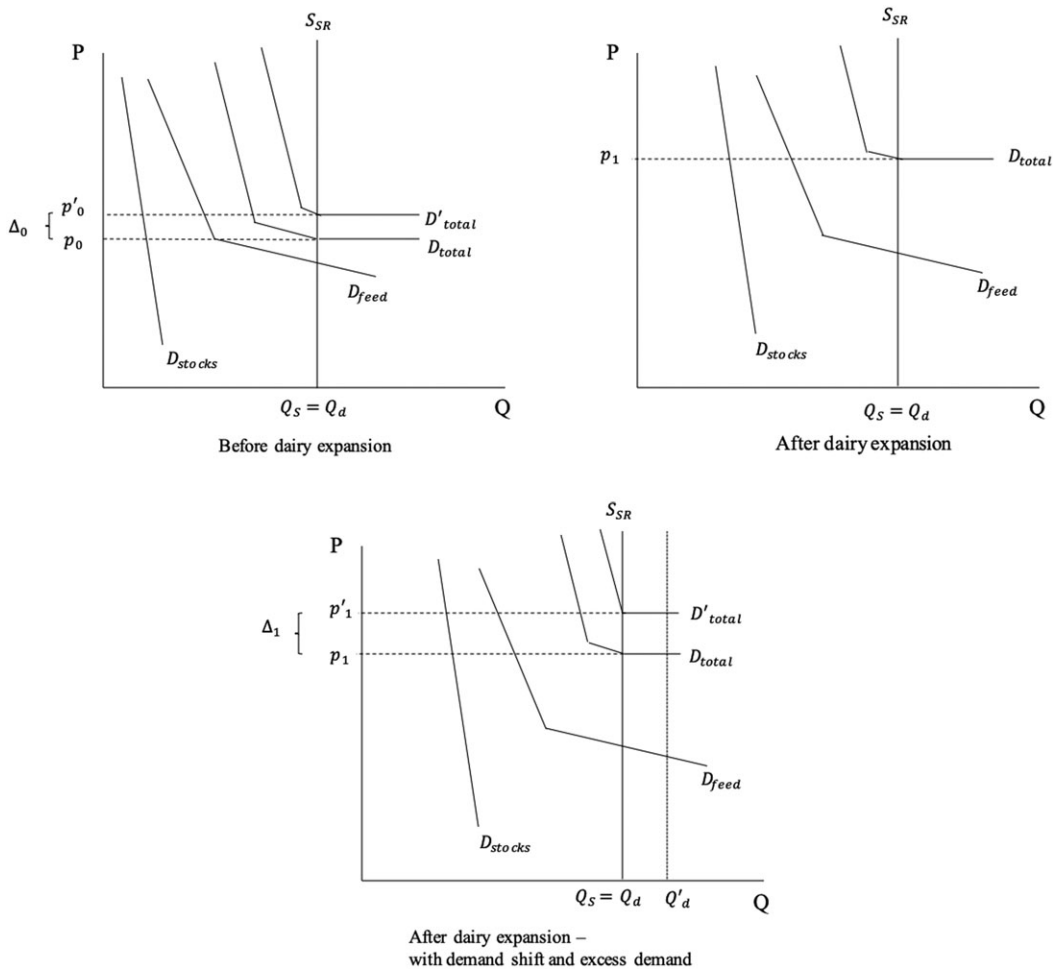 S_SR
P
p'_0
Δ_0
p_0
D'_total
D_total
D_feed
D_stocks
Q_S = Q_d
Q
Before dairy expansion
S_SR
P
p_1
D_total
D_feed
D_stocks
Q_S = Q_d
Q
After dairy expansion
S_SR
P
p'_1
Δ_1
p_1
D'_total
D_total
D_feed
D_stocks
Q_S = Q_d
Q'_d
Q
After dairy expansion –
with demand shift and excess demand